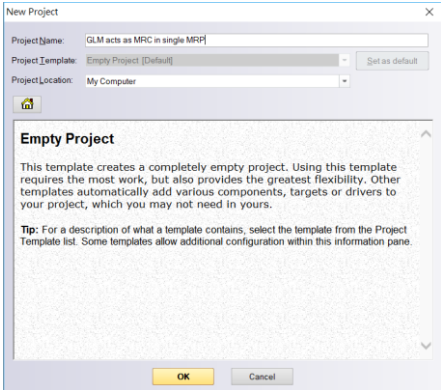 New Project
Project Name: GLM acts as MRC in single MRP
Project Template: Empty Project [Default] Set as default
Project Location: My Computer
Empty Project
This template creates a completely empty project. Using this template
requires the most work, but also provides the greatest flexibility. Other
templates automatically add various components, targets or drivers to
your project, which you may not need in yours.
Tip: For a description of what a template contains, select the template from the Project
Template list. Some templates allow additional configuration within this information pane.
OK Cancel